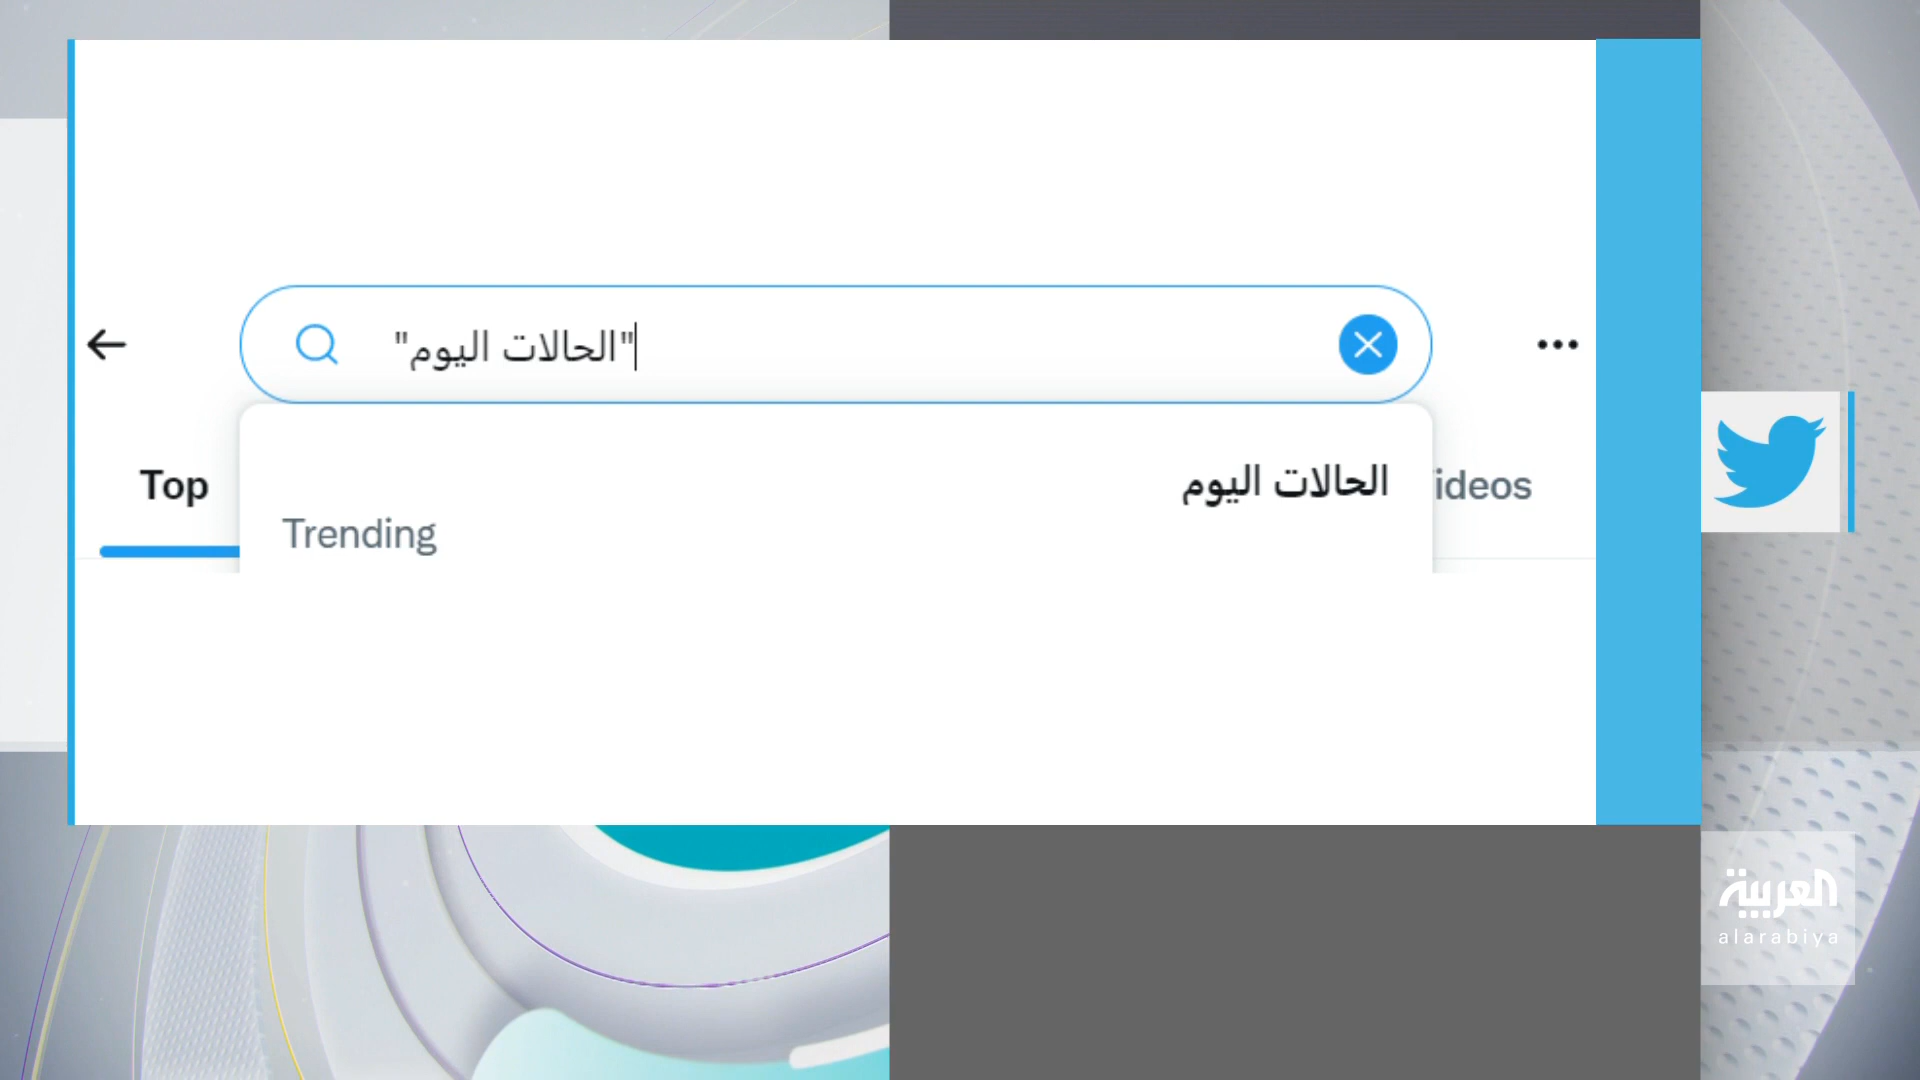 "الحالات اليوم"
Top
الحالات اليوم
ideos
Trending
العربية
alarabiya